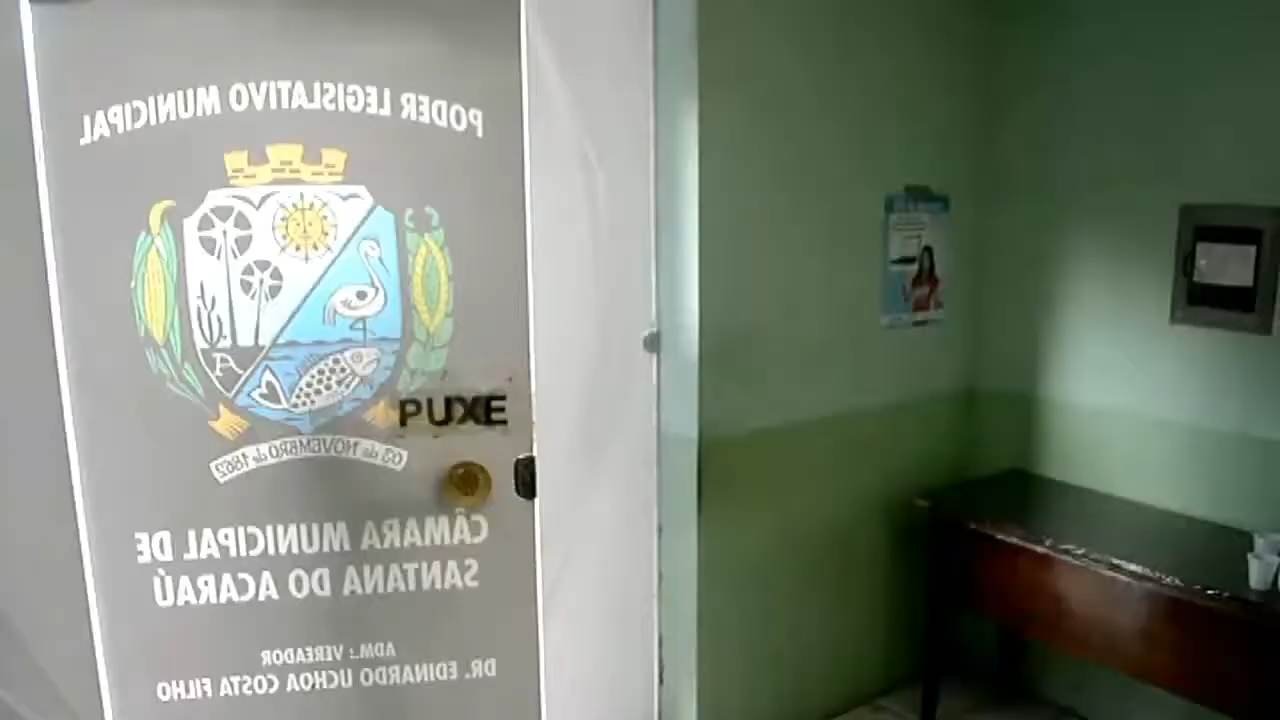 PODER LEGISLATIVO MUNICIPAL
A
PUXE
03 de NOVEMBRO de 1862
CÂMARA MUNICIPAL DE
SANTANA DO ACARAÚ
ADM.: VEREADOR
DR. EDINARDO UCHOA COSTA FILHO